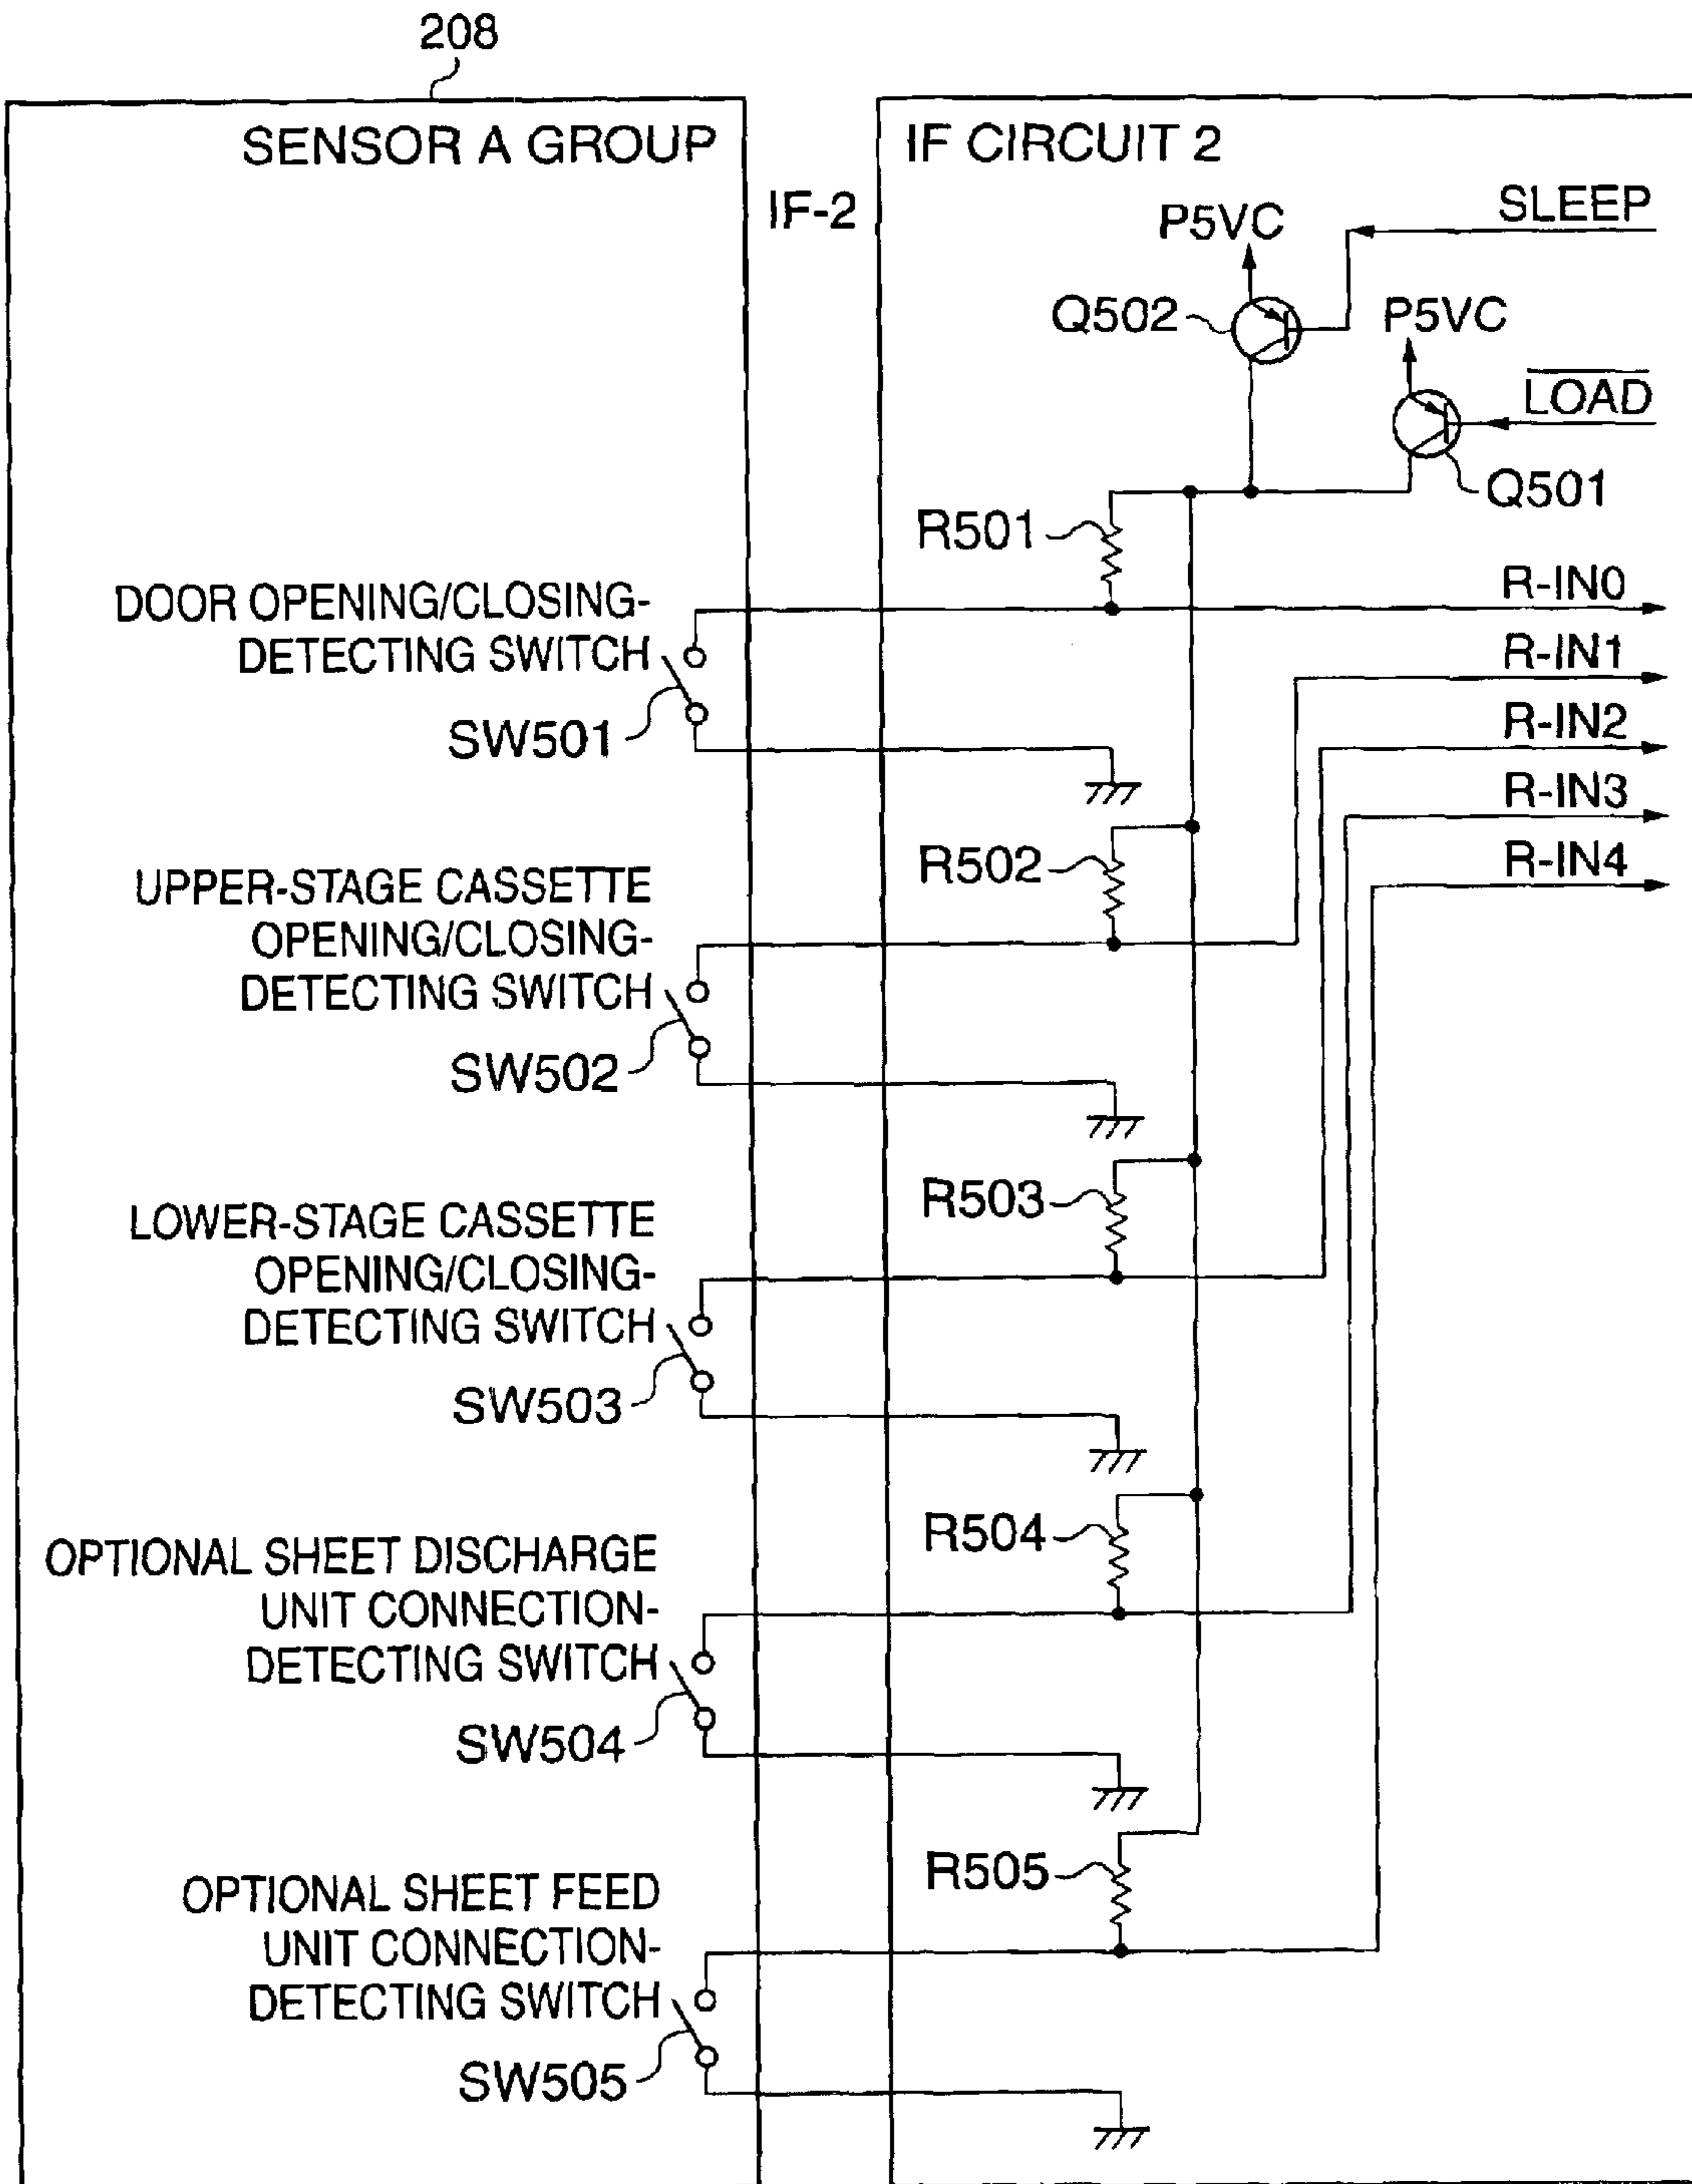 208
SENSOR A GROUP
IF-2
IF CIRCUIT 2
SLEEP
P5VC
Q502
P5VC
LOAD
Q501
R501
R-IN0
DOOR OPENING/CLOSING-
DETECTING SWITCH
R-IN1
SW501
R-IN2
R-IN3
R502
R-IN4
UPPER-STAGE CASSETTE
OPENING/CLOSING-
DETECTING SWITCH
SW502
R503
LOWER-STAGE CASSETTE
OPENING/CLOSING-
DETECTING SWITCH
SW503
R504
OPTIONAL SHEET DISCHARGE
UNIT CONNECTION-
DETECTING SWITCH
SW504
R505
OPTIONAL SHEET FEED
UNIT CONNECTION-
DETECTING SWITCH
SW505